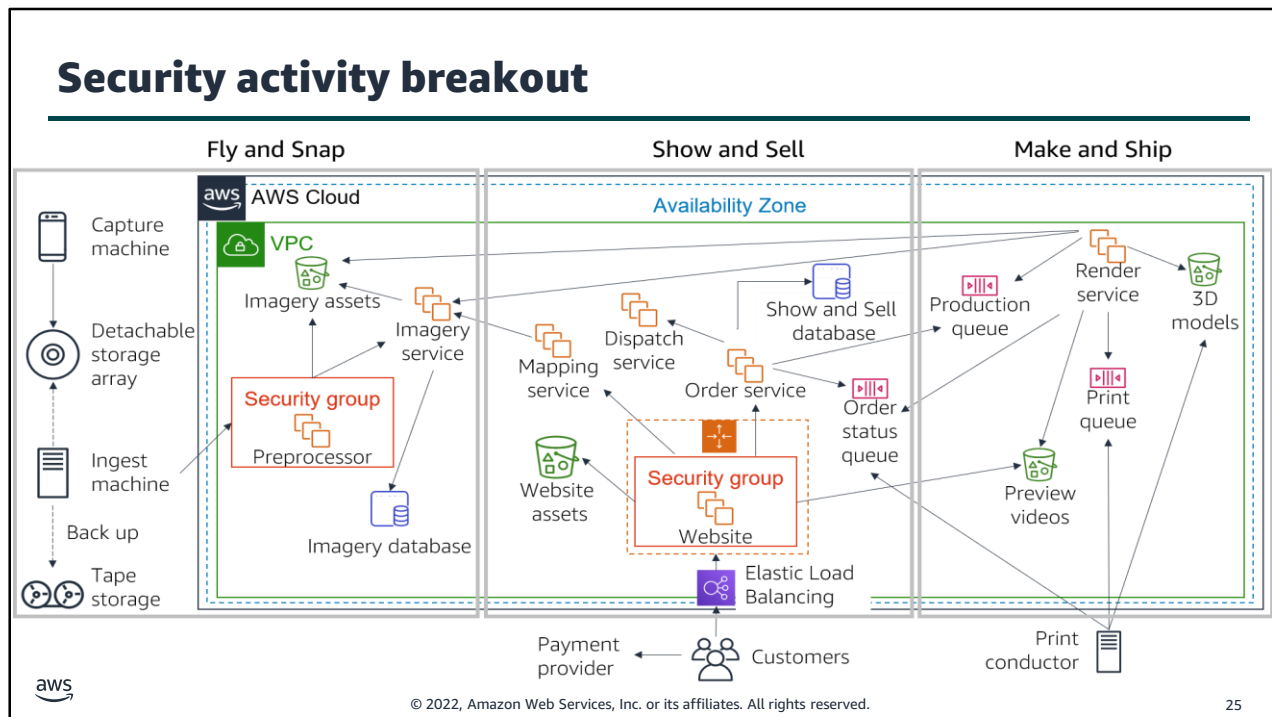 Security activity breakout
Fly and Snap
Show and Sell
Make and Ship
aws
AWS Cloud
Availability Zone
VPC
Capture
machine
Detachable
storage
array
Ingest
machine
Back up
Tape
storage
Imagery assets
Imagery
service
Security group
Preprocessor
Imagery database
Mapping
service
Dispatch
service
Show and Sell
database
Order service
Order
status
queue
Website
assets
Security group
Website
Elastic Load
Balancing
Payment
provider
Customers
Production
queue
Render
service
3D
models
Print
queue
Preview
videos
Print
conductor
aws
© 2022, Amazon Web Services, Inc. or its affiliates. All rights reserved.
25